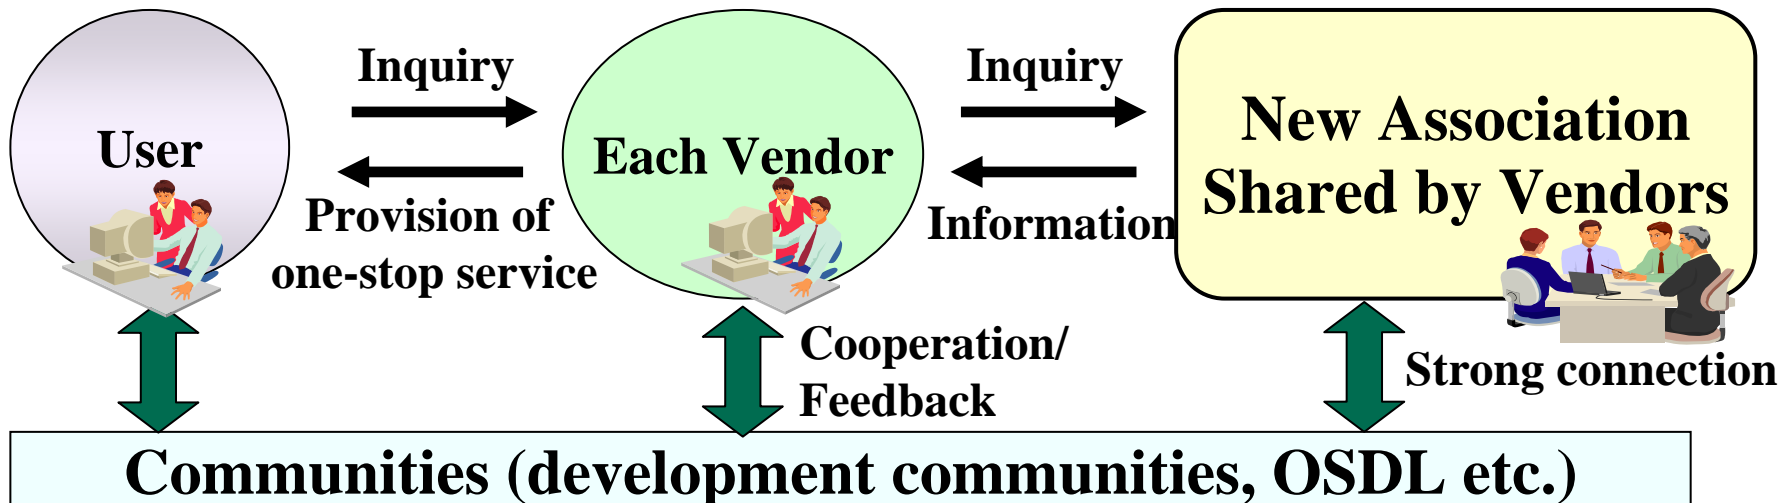 User
Inquiry
Provision of
one-stop service
Each Vendor
Inquiry
Information
New Association
Shared by Vendors
Cooperation/
Feedback
Strong connection
Communities (development communities, OSDL etc.)